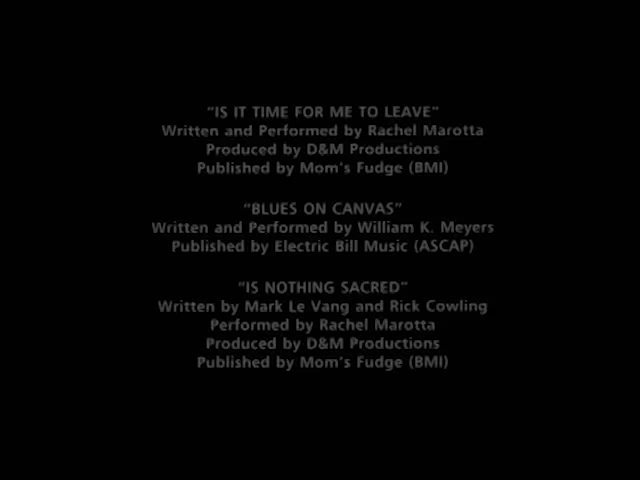 "IS IT TIME FOR ME TO LEAVE"
Written and Performed by Rachel Marotta
Produced by D&M Productions
Published by Mom's Fudge (BMI)
"BLUES ON CANVAS"
Written and Performed by William K. Meyers
Published by Electric Bill Music (ASCAP)
"IS NOTHING SACRED"
Written by Mark Le Vang and Rick Cowling
Performed by Rachel Marotta
Produced by D&M Productions
Published by Mom's Fudge (BMI)